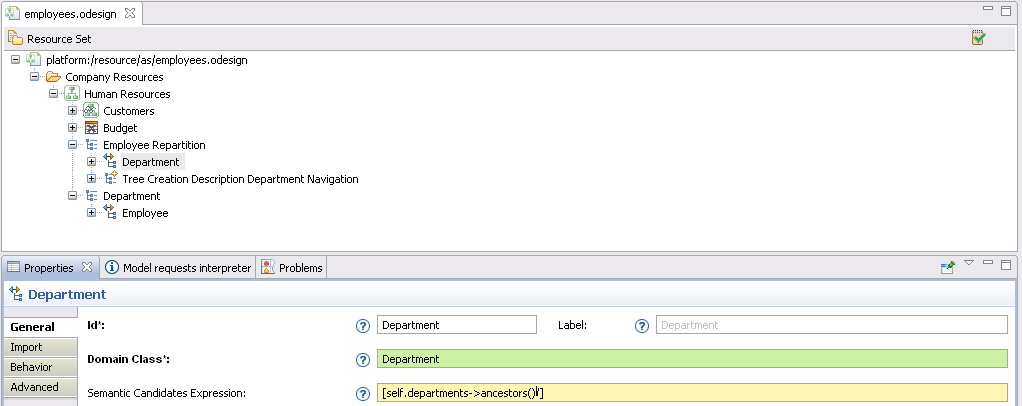 employees.odesign
Resource Set
platform:/resource/as/employees.odesign
Company Resources
Human Resources
Customers
Budget
Employee Repartition
Department
Tree Creation Description Department Navigation
Department
Employee
Properties Model requests interpreter Problems
Department
General Id*: Department Label: Department
Import
Domain Class*: Department
Behavior
Advanced Semantic Candidates Expression: [self.departments->ancestors()/]